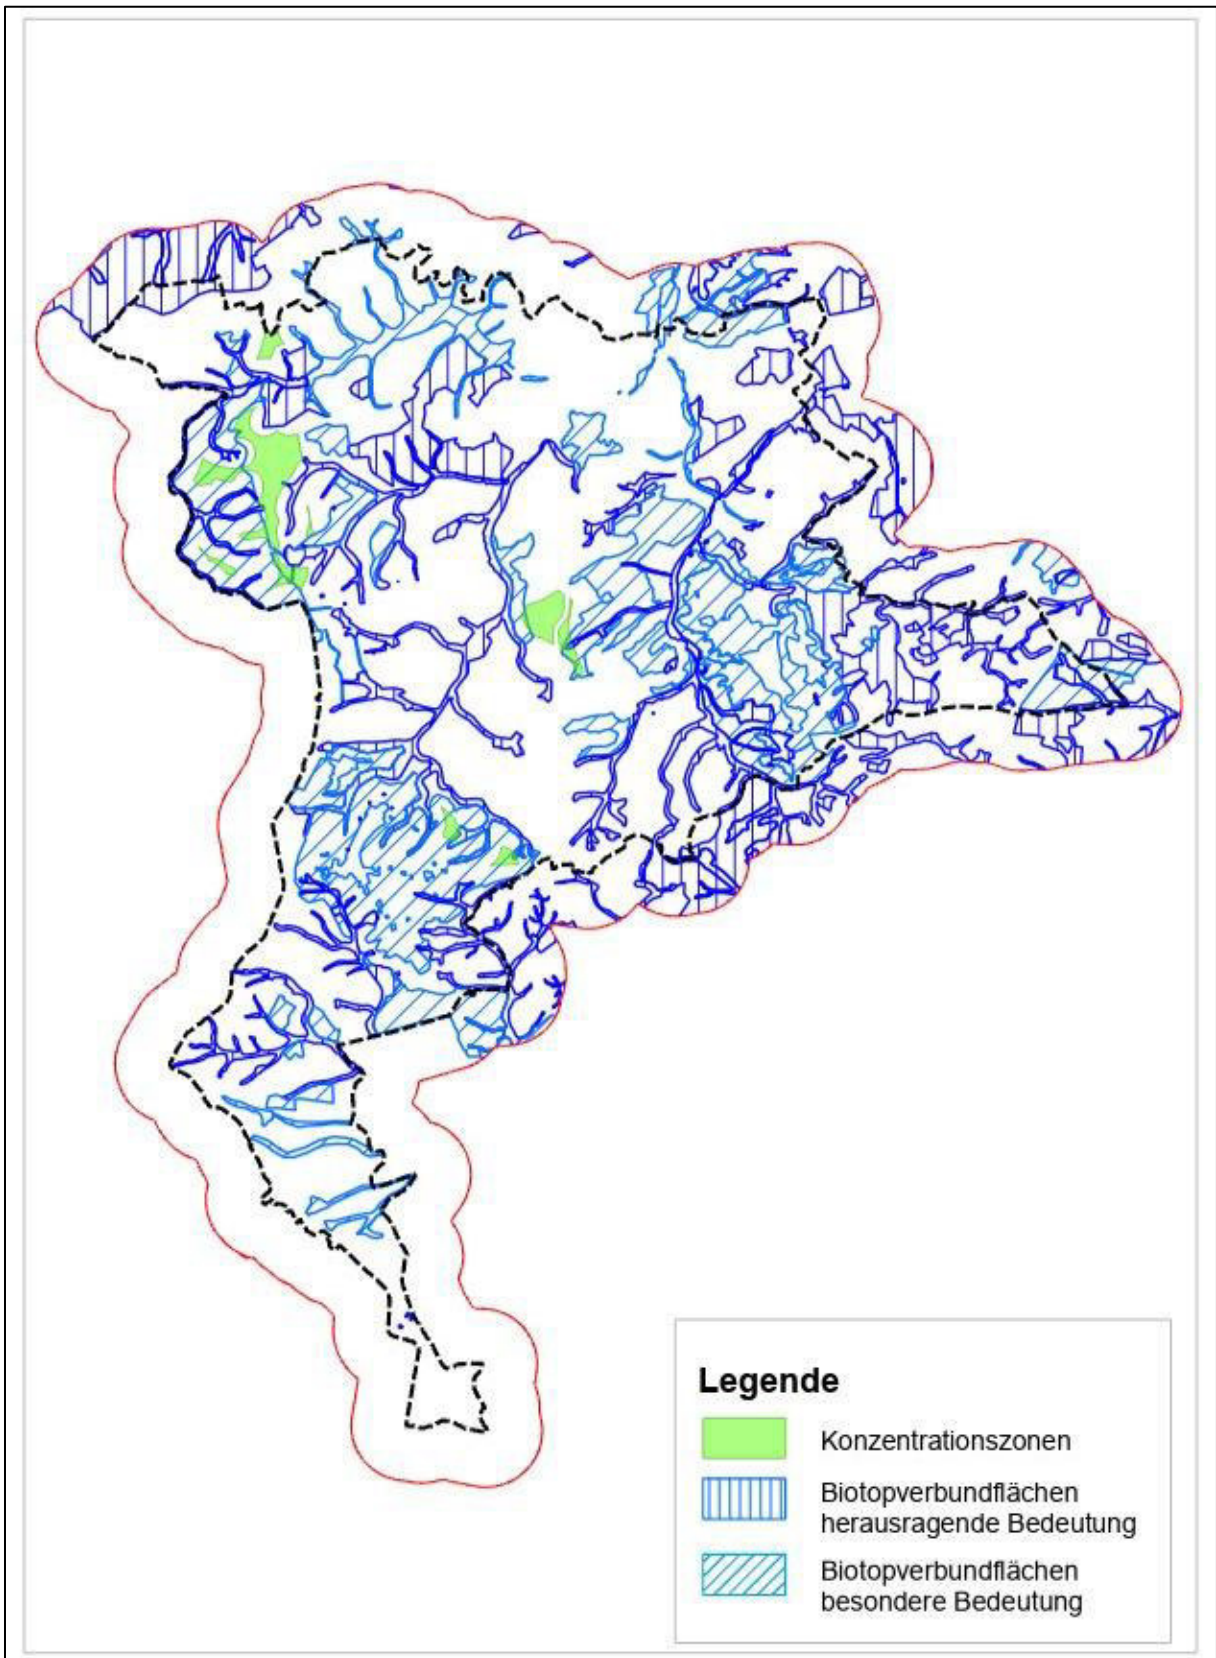 Legende
Konzentrationszonen
Biotopverbundflächen
herausragende Bedeutung
Biotopverbundflächen
besondere Bedeutung